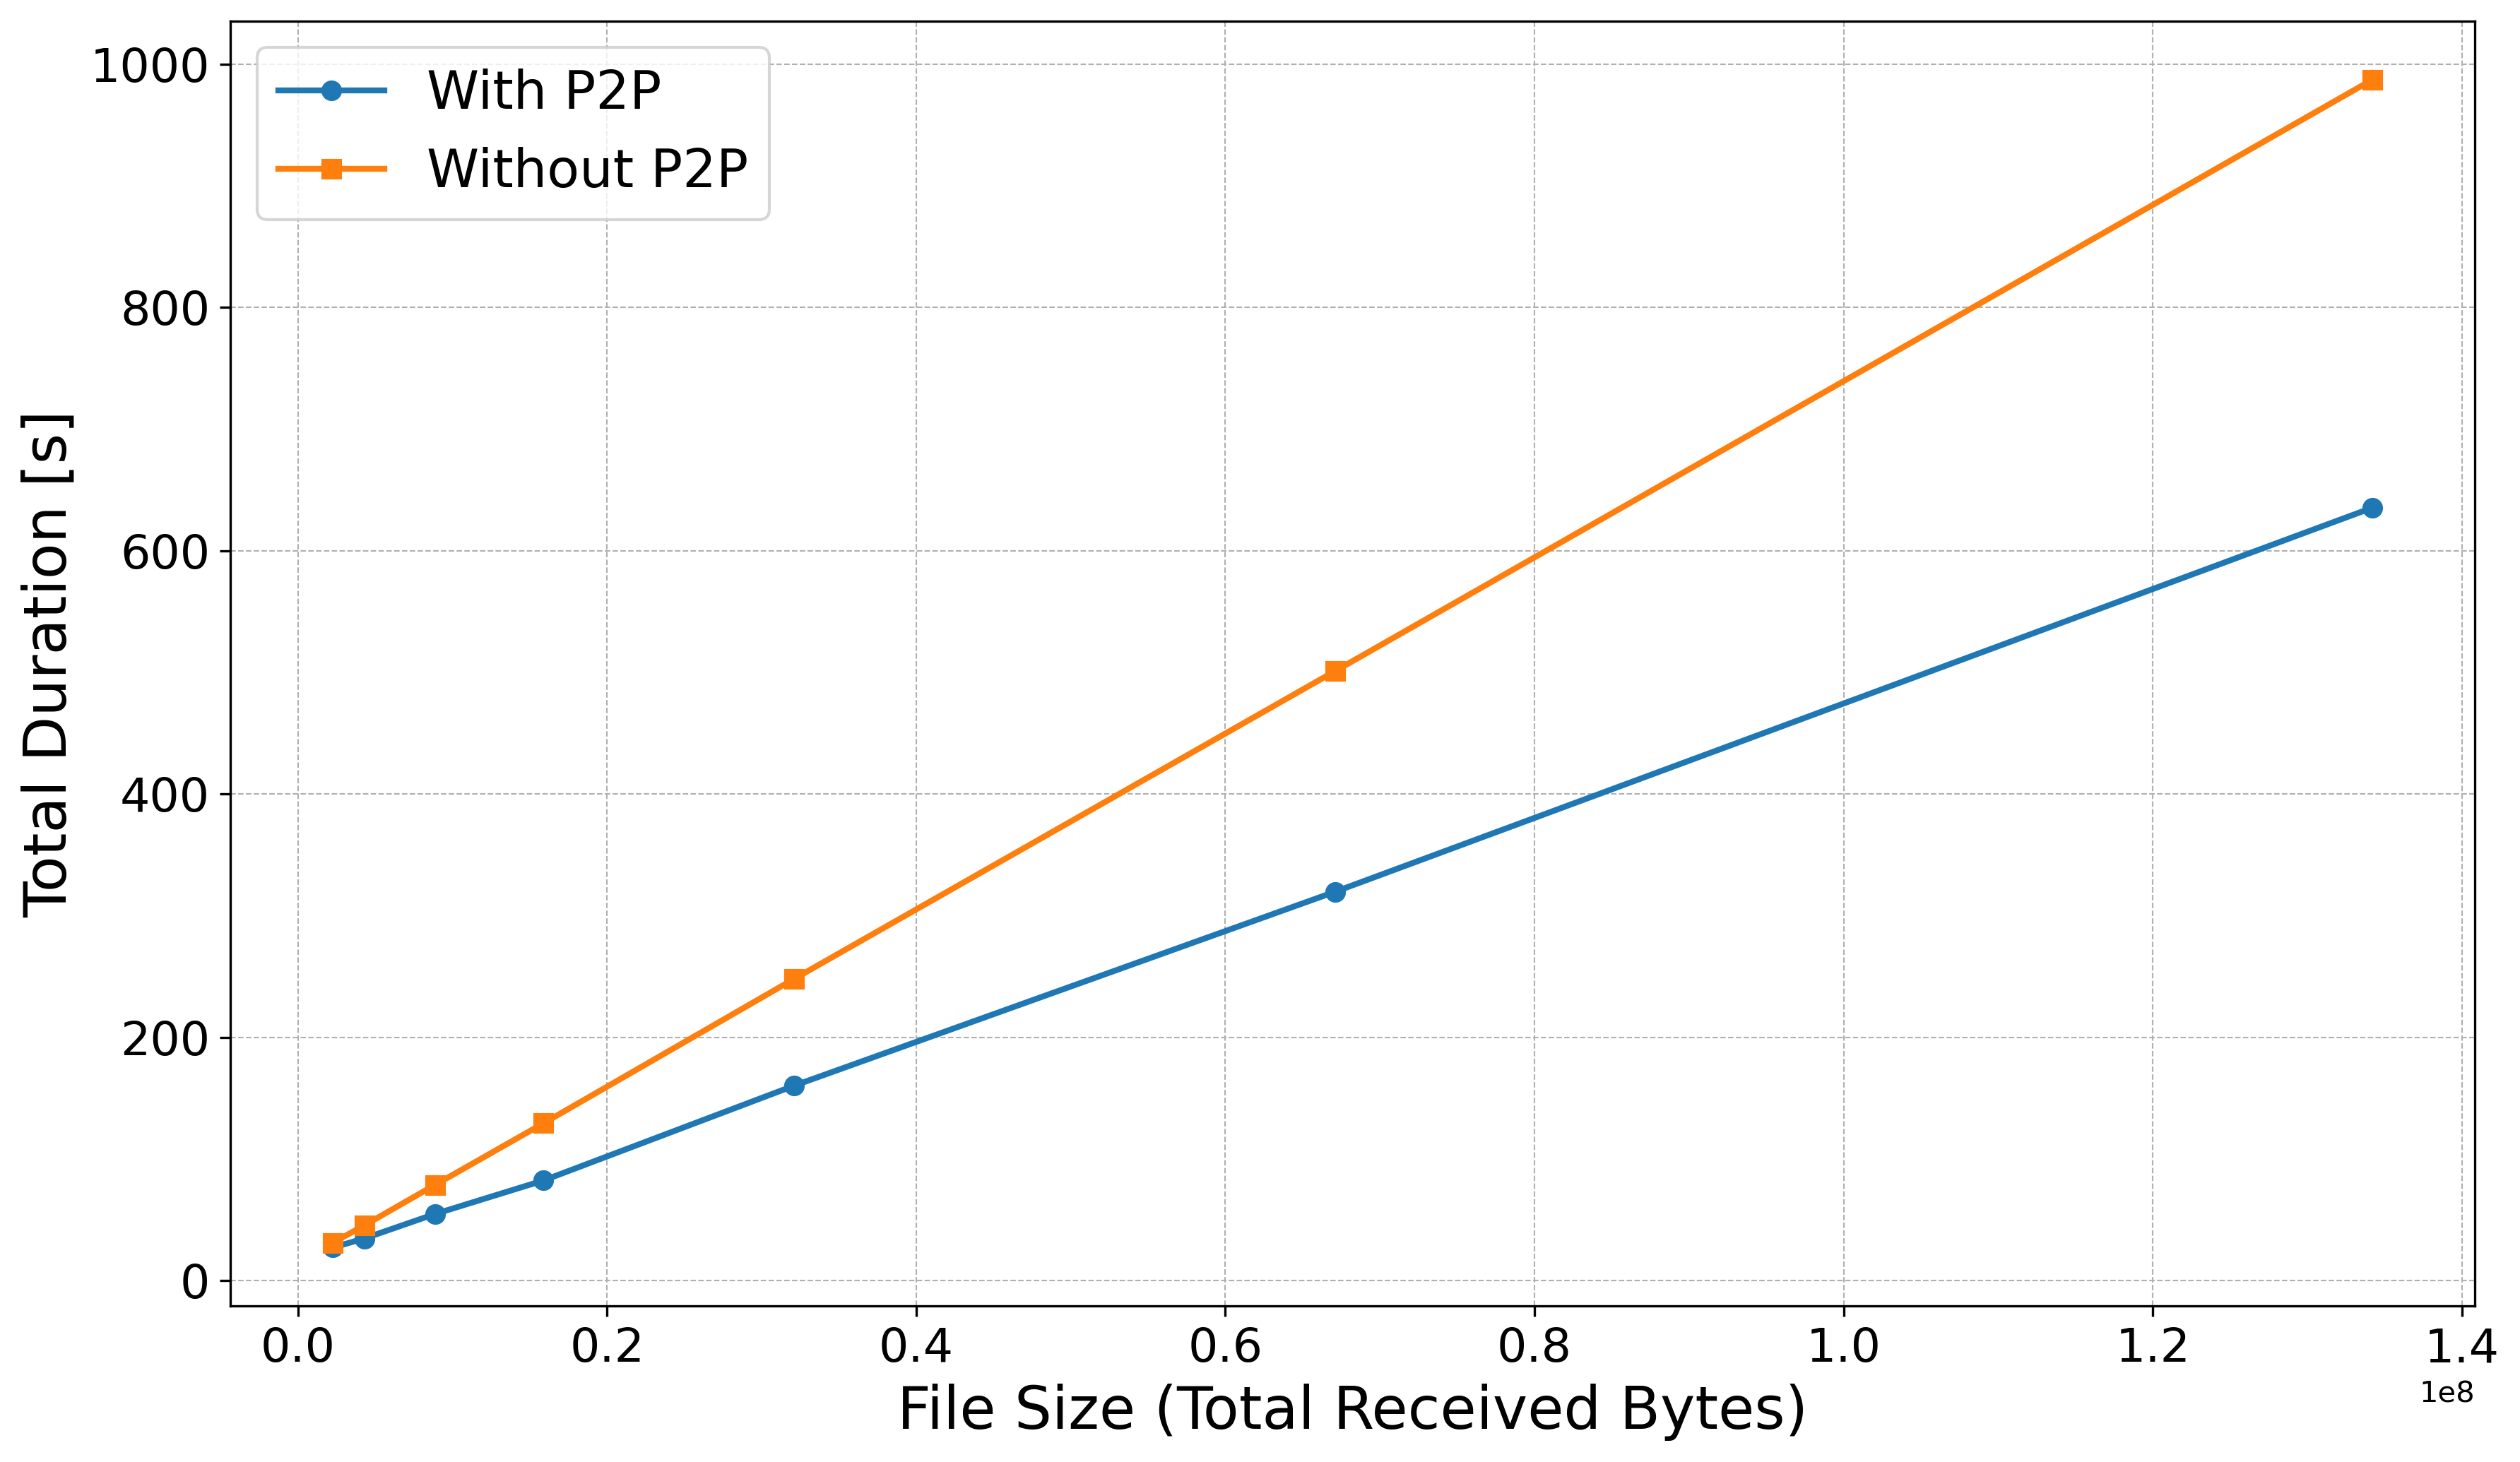 With P2P
Without P2P
Total Duration [s]
1000
800
600
400
200
0
0.0 0.2 0.4 0.6 0.8 1.0 1.2 1.4
1e8
File Size (Total Received Bytes)